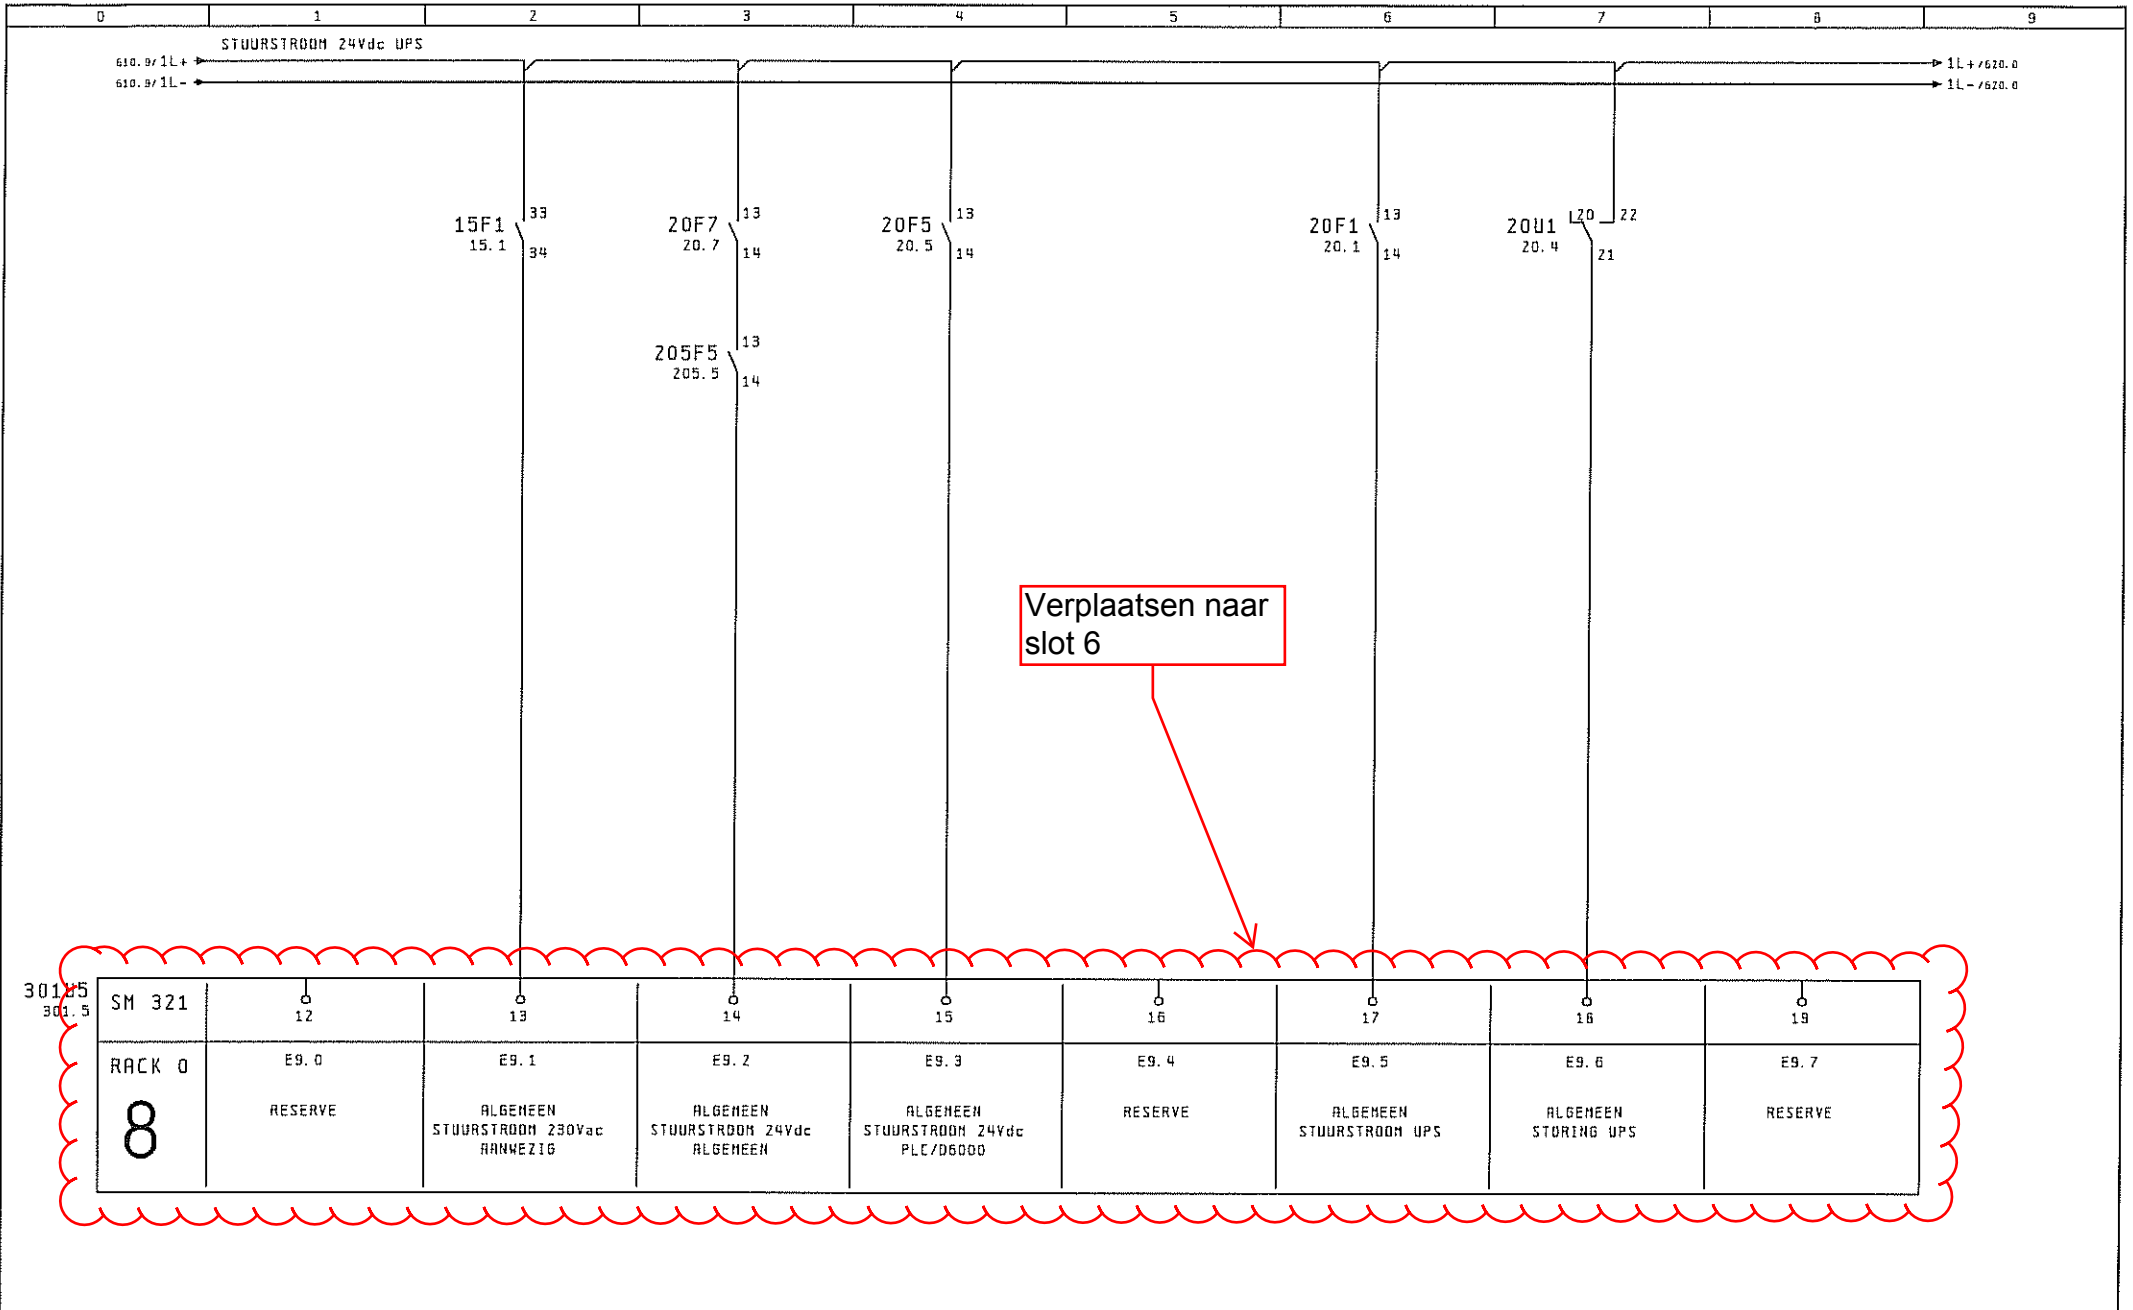 0 1 2 3 4 5 6 7 8 9
STUURSTROOM 24Vdc UPS
610.9/1L+ 1L+/620.0
610.9/1L- 1L-/620.0
15F1 33 20F7 13 20F5 13 20F1 13 20U1 20 22
15.1 34 20.7 14 20.5 14 20.1 14 20.4 21
205F5 13
205.5 14
Verplaatsen naar
slot 6
301U5 SM 321
301.5 12 13 14 15 16 17 18 19
RACK 0 E9.0 E9.1 E9.2 E9.3 E9.4 E9.5 E9.6 E9.7
8
RESERVE ALGEMEEN ALGEMEEN ALGEMEEN RESERVE ALGEMEEN ALGEMEEN RESERVE
STUURSTROOM 230Vac STUURSTROOM 24Vdc STUURSTROOM 24Vdc STUURSTROOM UPS STORING UPS
AANWEZIG ALGEMEEN PLC/D6000